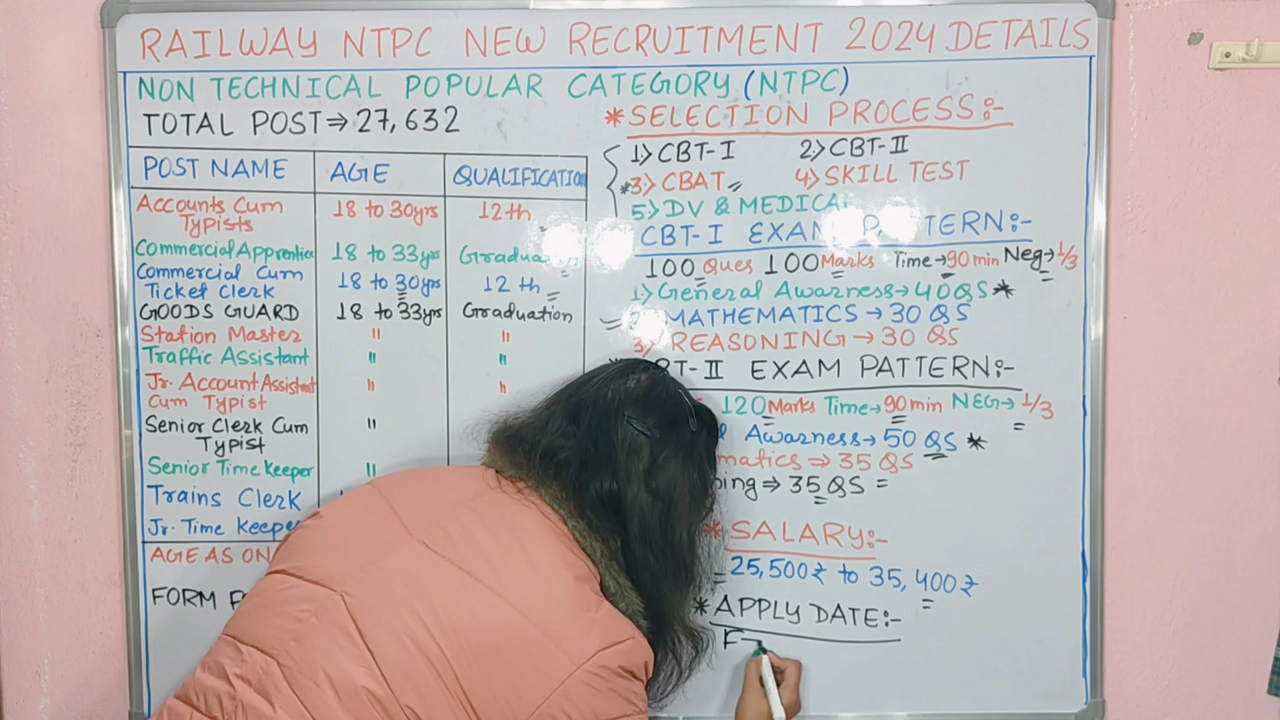 RAILWAY NTPC NEW RECRUITMENT 2024 DETAILS
NON TECHNICAL POPULAR CATEGORY (NTPC)
TOTAL POST⇒27,632
POST NAME AGE QUALIFICATION
Accounts Cum Typists 18 to 30yrs 12th
Commercial Apprentice 18 to 33yrs Gradua
Commercial Cum Ticket Clerk 18 to 30yrs 12th
GOODS GUARD 18 to 33yrs Graduation
Station Master " "
Traffic Assistant " "
Jr. Account Assistant Cum Typist " "
Senior Clerk Cum Typist "
Senior Time Keeper "
Trains Clerk
Jr. Time Keepe
AGE AS ON
FORM F
*SELECTION PROCESS:-
1> CBT-I 2> CBT-II
*3> CBAT 4> SKILL TEST
5> DV & MEDICAL
CBT-I EXAM PATTERN:-
100 Ques 100 Marks Time→90 min Neg→1/3
1> General Awarness→40QS*
2> MATHEMATICS→30 QS
3> REASONING→30 QS
CBT-II EXAM PATTERN:-
120 Marks Time→90 min NEG→1/3
Awarness→50 QS *
matics⇒35 QS
ning⇒35QS =
*SALARY:-
25,500₹ to 35,400₹
*APPLY DATE:-
F